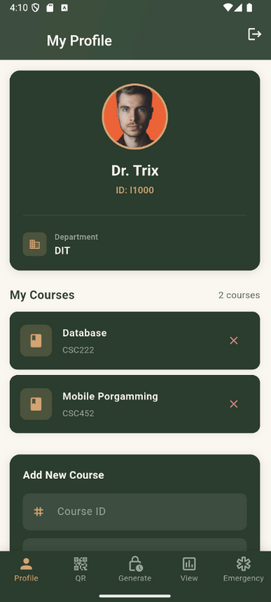 4:10
My Profile
Dr. Trix
ID: I1000
Department
DIT
My Courses
2 courses
Database
CSC222
Mobile Porgamming
CSC452
Add New Course
Course ID
Profile
QR
Generate
View
Emergency